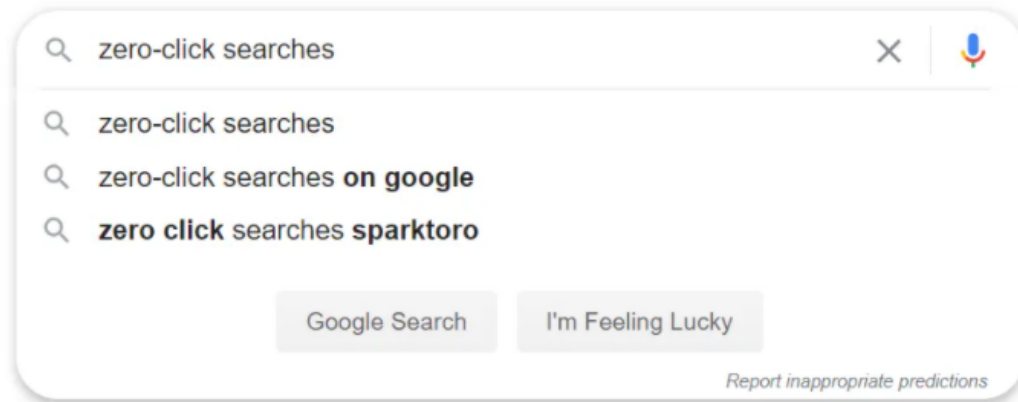 zero-click searches
zero-click searches
zero-click searches on google
zero click searches sparktoro
Google Search
I'm Feeling Lucky
Report inappropriate predictions